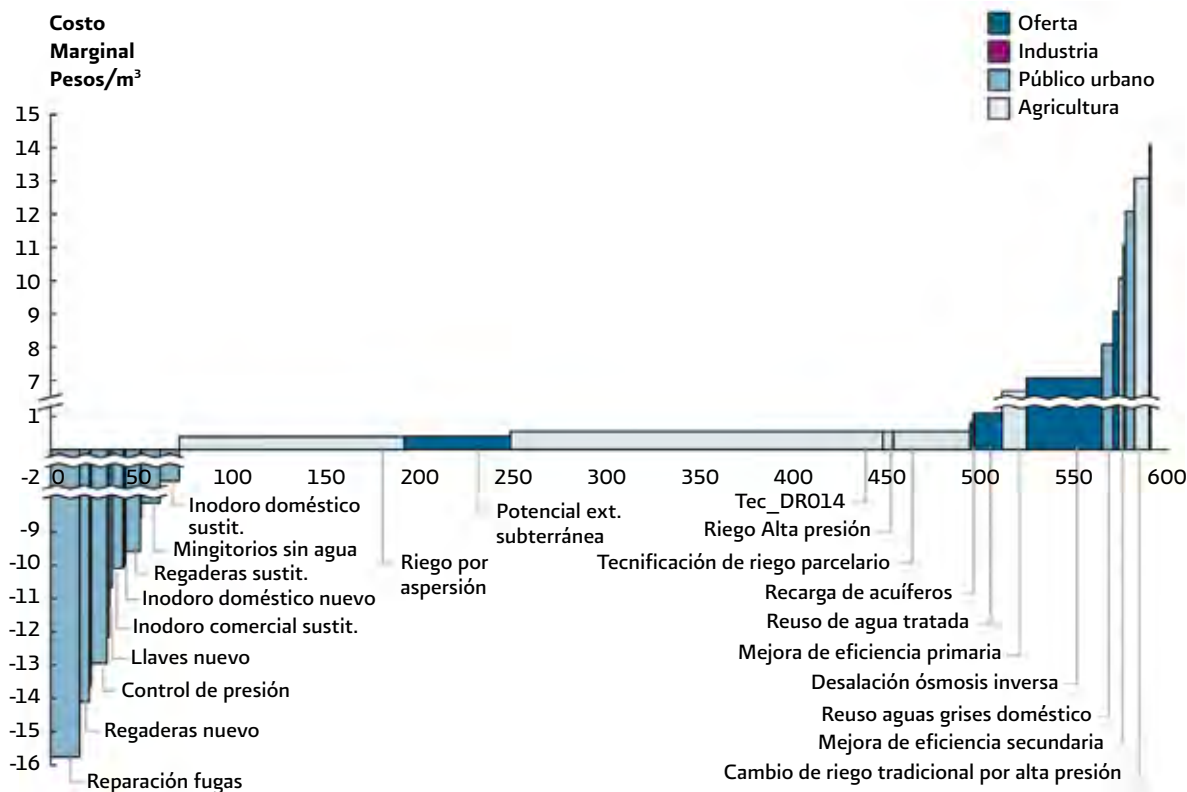 Costo
Marginal
Pesos/m³
Oferta
Industria
Público urbano
Agricultura
15
14
13
12
11
10
9
8
7
1
-2 0 50 100 150 200 250 300 350 400 450 500 550 600
-9
-10
-11
-12
-13
-14
-15
-16
Inodoro doméstico
sustit.
Mingitorios sin agua
Regaderas sustit.
Inodoro doméstico nuevo
Inodoro comercial sustit.
Llaves nuevo
Control de presión
Regaderas nuevo
Reparación fugas
Riego por
aspersión
Potencial ext.
subterránea
Tec_DR014
Riego Alta presión
Tecnificación de riego parcelario
Recarga de acuíferos
Reuso de agua tratada
Mejora de eficiencia primaria
Desalación ósmosis inversa
Reuso aguas grises doméstico
Mejora de eficiencia secundaria
Cambio de riego tradicional por alta presión